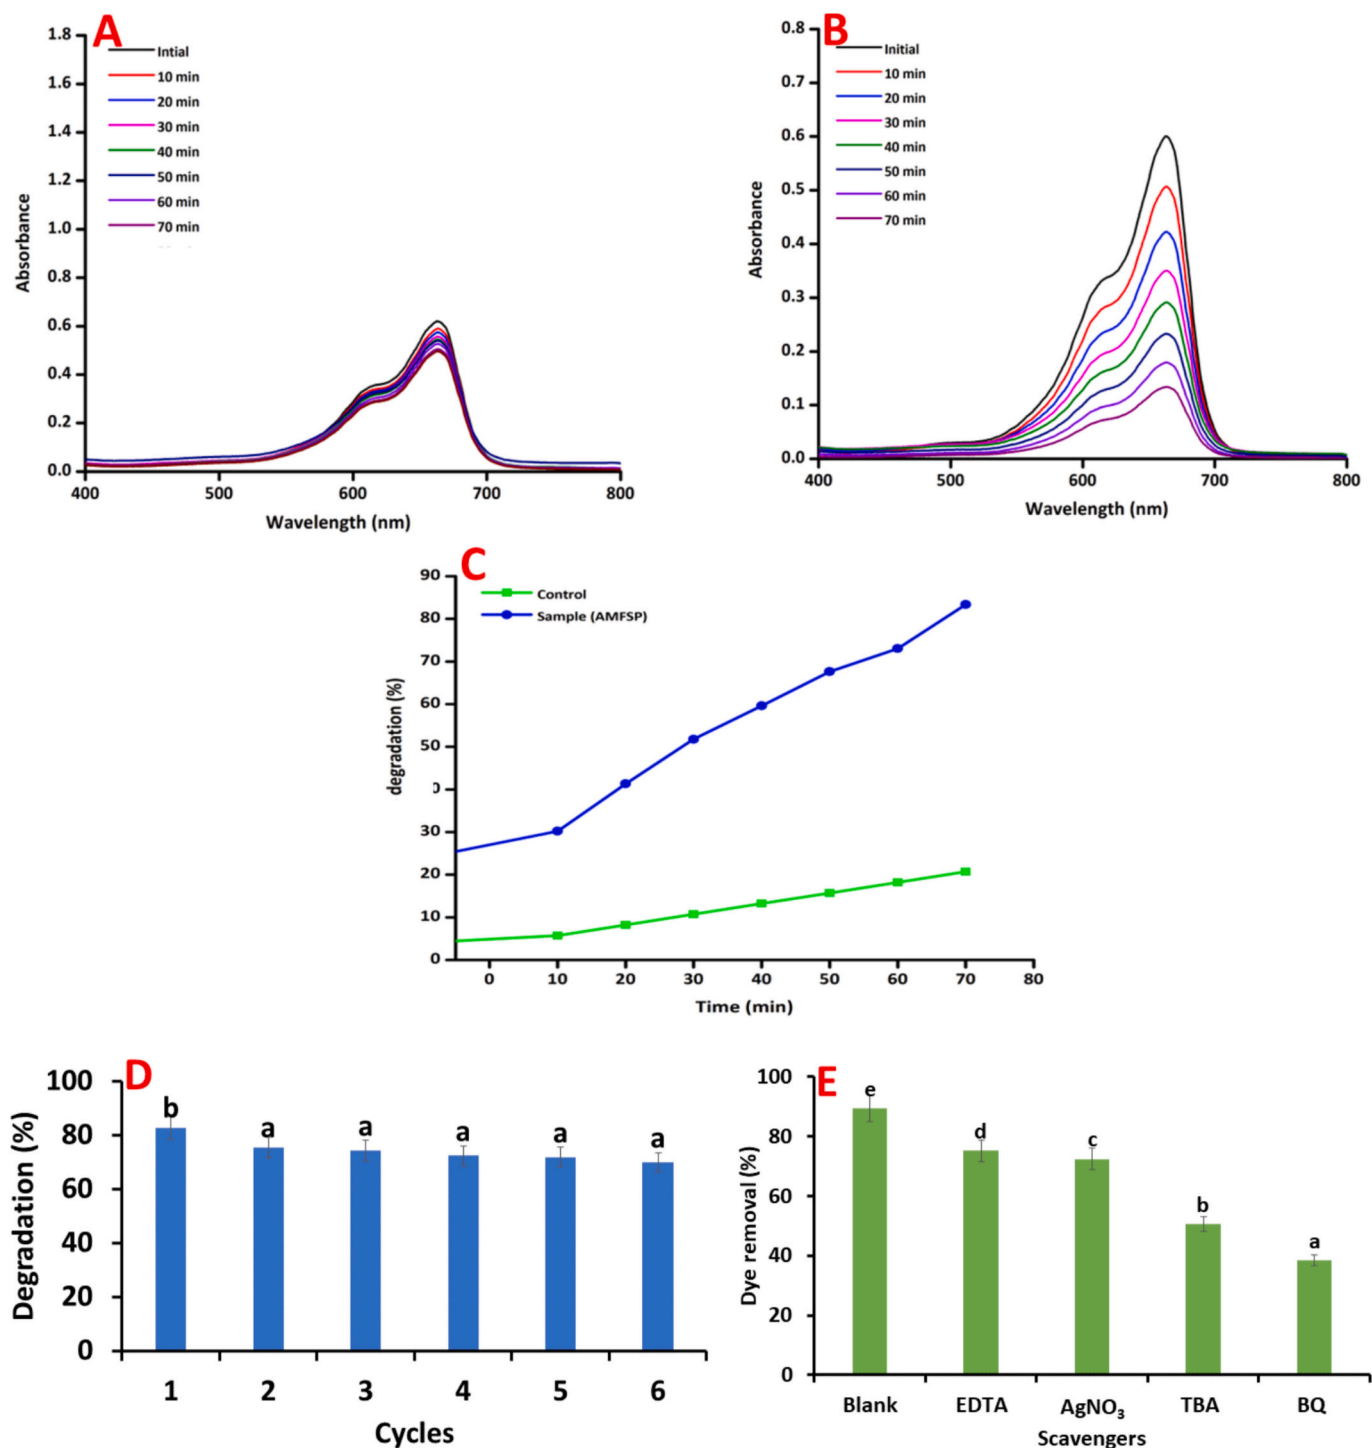 A
1.8
1.6
1.4
1.2
1.0
0.8
0.6
0.4
0.2
0.0
400
500
600
700
800
Absorbance
Wavelength (nm)
Intial
10 min
20 min
30 min
40 min
50 min
60 min
70 min
B
0.8
0.7
0.6
0.5
0.4
0.3
0.2
0.1
0.0
400
500
600
700
800
Absorbance
Wavelength (nm)
Initial
10 min
20 min
30 min
40 min
50 min
60 min
70 min
C
90
80
70
60
50
0
30
20
10
0
0
10
20
30
40
50
60
70
80
degradation (%)
Time (min)
Control
Sample (AMFSP)
D
100
80
60
40
20
0
Degradation (%)
b
a
a
a
a
a
1
2
3
4
5
6
Cycles
E
100
80
60
40
20
0
Dye removal (%)
e
d
c
b
a
Blank
EDTA
AgNO₃
TBA
BQ
Scavengers